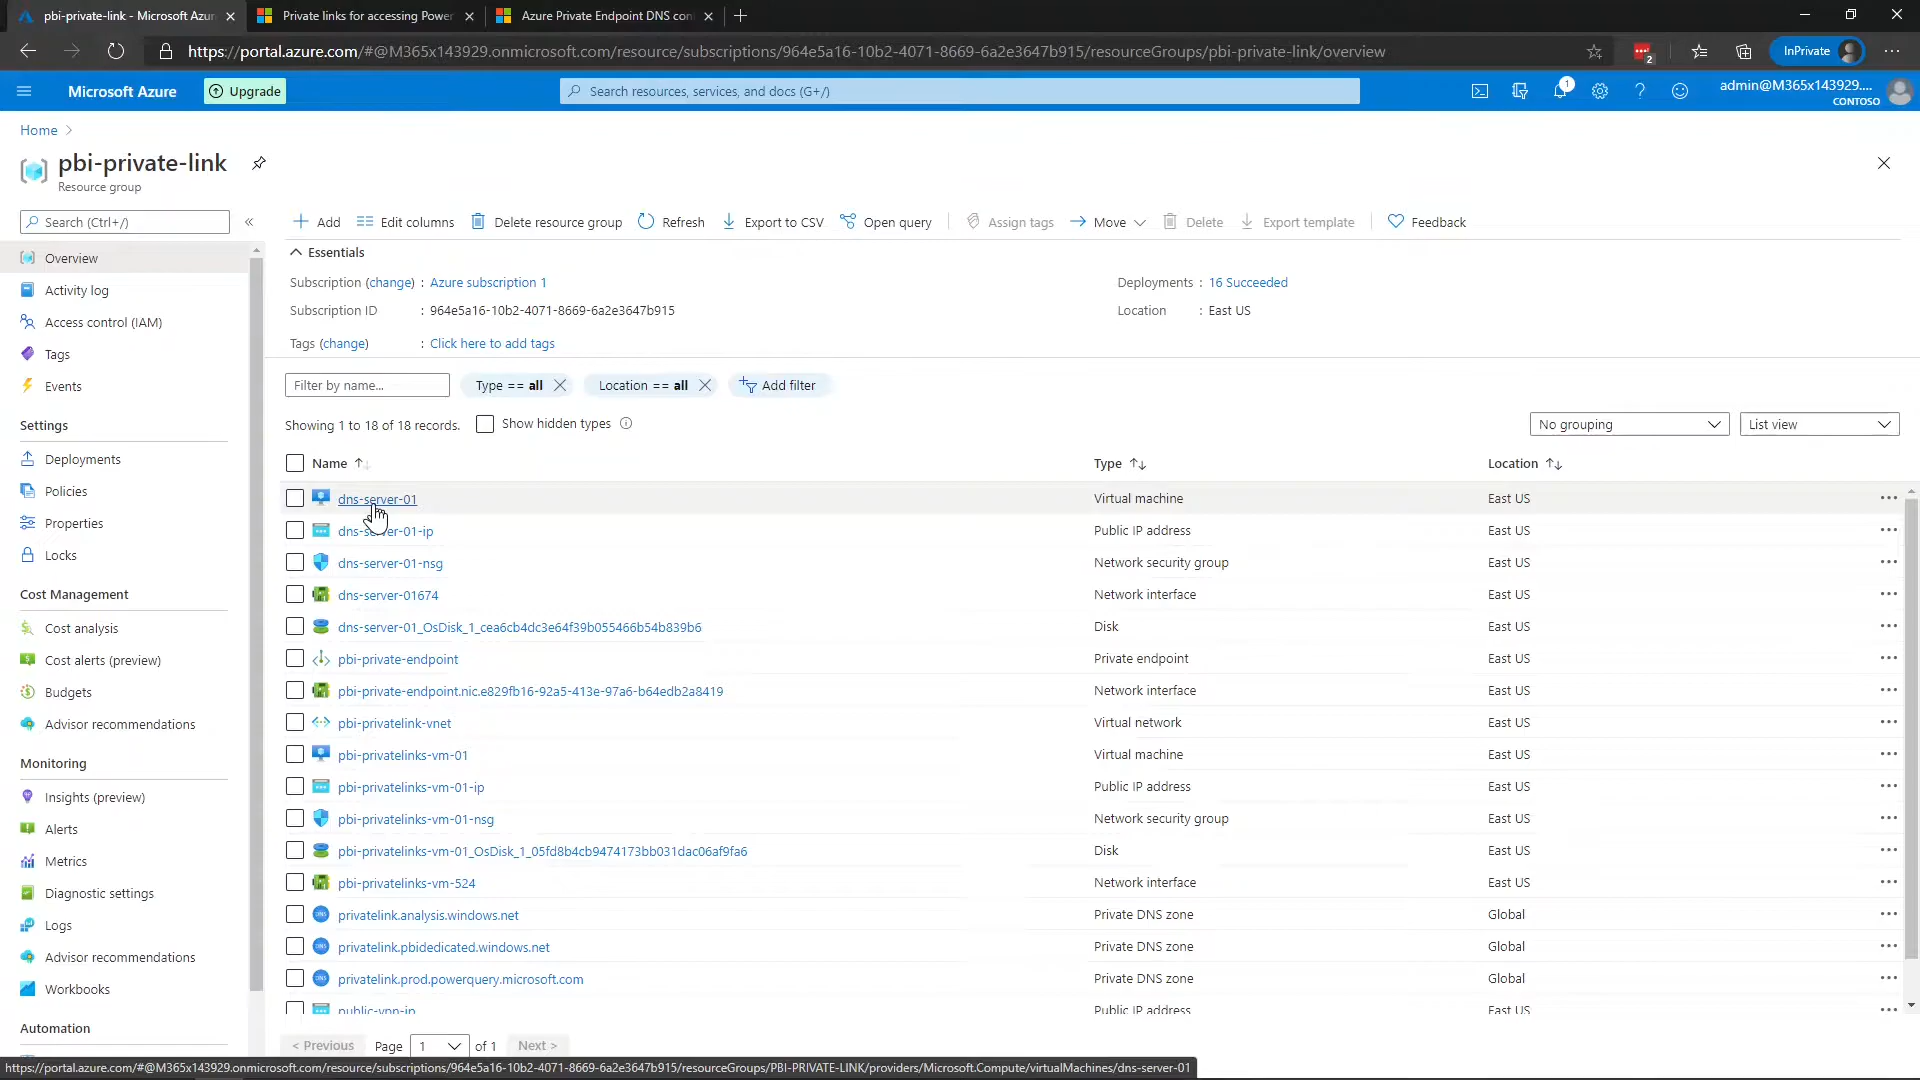 pbi-private-link - Microsoft Azur
Private links for accessing Power
Azure Private Endpoint DNS con
https://portal.azure.com/#@M365x143929.onmicrosoft.com/resource/subscriptions/964e5a16-10b2-4071-8669-6a2e3647b915/resourceGroups/pbi-private-link/overview
2
InPrivate
Microsoft Azure
Upgrade
Search resources, services, and docs (G+/)
1
admin@M365x143929....
CONTOSO
Home
pbi-private-link
Resource group
Search (Ctrl+/)
«
Add
Edit columns
Delete resource group
Refresh
Export to CSV
Open query
Assign tags
Move
Delete
Export template
Feedback
Overview
Activity log
Access control (IAM)
Tags
Events
Settings
Deployments
Policies
Properties
Locks
Cost Management
Cost analysis
Cost alerts (preview)
Budgets
Advisor recommendations
Monitoring
Insights (preview)
Alerts
Metrics
Diagnostic settings
Logs
Advisor recommendations
Workbooks
Automation
Essentials
Subscription (change) : Azure subscription 1
Deployments : 16 Succeeded
Subscription ID : 964e5a16-10b2-4071-8669-6a2e3647b915
Location : East US
Tags (change) : Click here to add tags
Filter by name...
Type == all
Location == all
Add filter
Showing 1 to 18 of 18 records.
Show hidden types
No grouping
List view
Name Type Location
dns-server-01 Virtual machine East US
dns-server-01-ip Public IP address East US
dns-server-01-nsg Network security group East US
dns-server-01674 Network interface East US
dns-server-01_OsDisk_1_cea6cb4dc3e64f39b055466b54b839b6 Disk East US
pbi-private-endpoint Private endpoint East US
pbi-private-endpoint.nic.e829fb16-92a5-413e-97a6-b64edb2a8419 Network interface East US
pbi-privatelink-vnet Virtual network East US
pbi-privatelinks-vm-01 Virtual machine East US
pbi-privatelinks-vm-01-ip Public IP address East US
pbi-privatelinks-vm-01-nsg Network security group East US
pbi-privatelinks-vm-01_OsDisk_1_05fd8b4cb9474173bb031dac06af9fa6 Disk East US
pbi-privatelinks-vm-524 Network interface East US
privatelink.analysis.windows.net Private DNS zone Global
privatelink.pbidedicated.windows.net Private DNS zone Global
privatelink.prod.powerquery.microsoft.com Private DNS zone Global
public-vpn-ip Public IP address East US
< Previous Page 1 of 1 Next >
https://portal.azure.com/#@M365x143929.onmicrosoft.com/resource/subscriptions/964e5a16-10b2-4071-8669-6a2e3647b915/resourceGroups/PBI-PRIVATE-LINK/providers/Microsoft.Compute/virtualMachines/dns-server-01